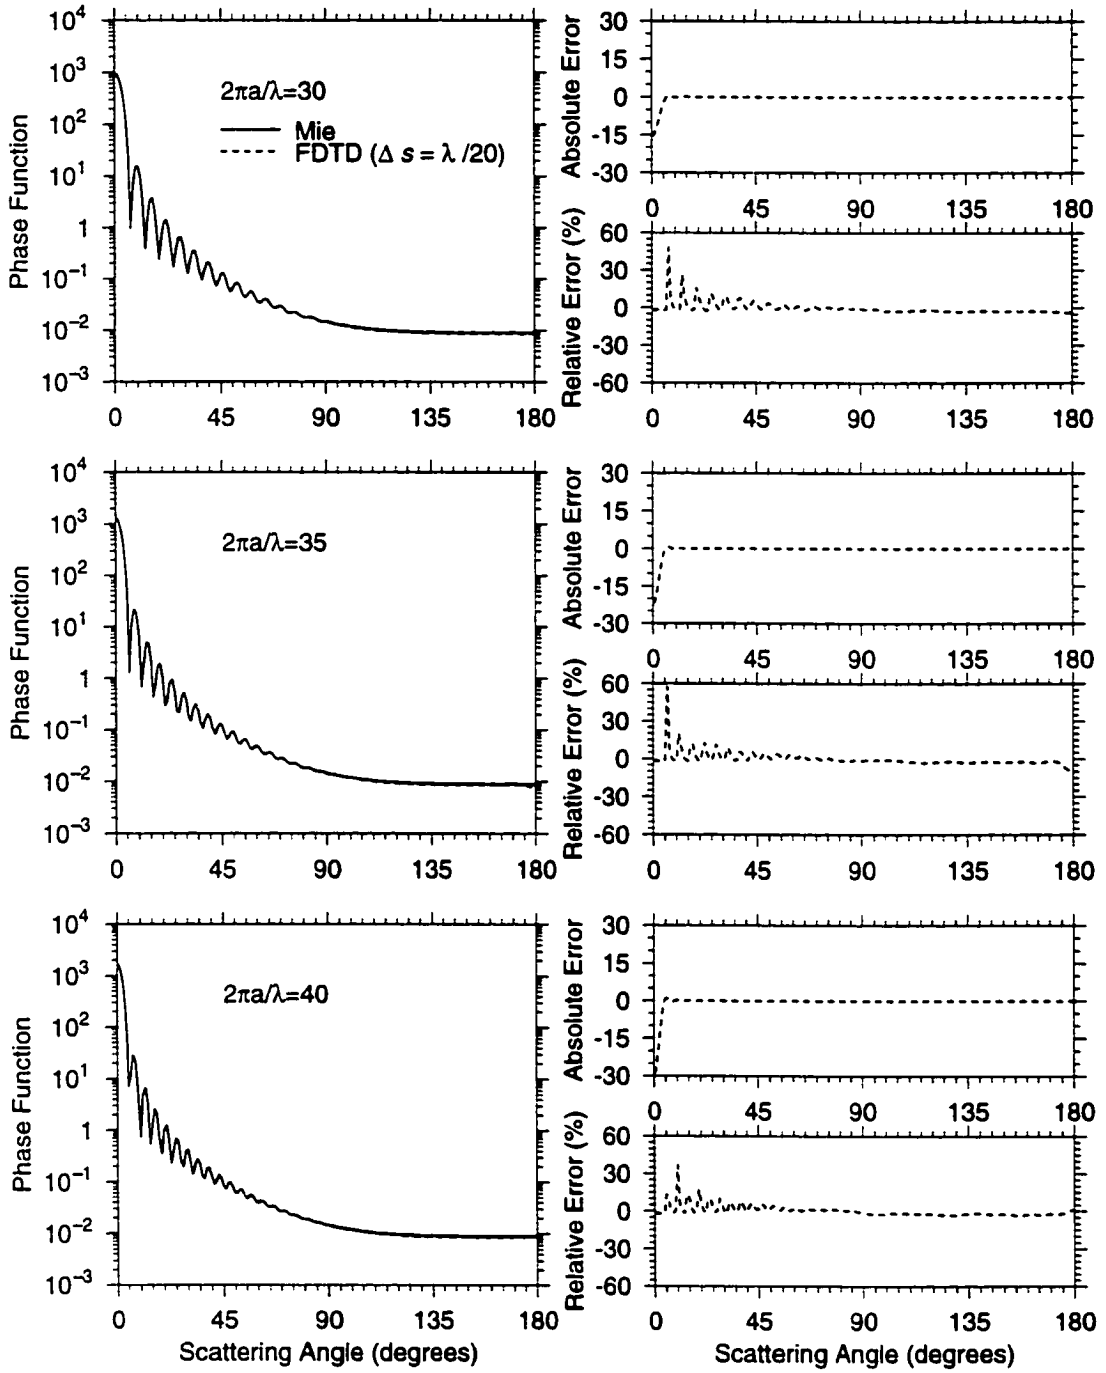 Phase Function
10⁴
10³
10²
10¹
1
10⁻¹
10⁻²
10⁻³
2πa/λ=30
Mie
FDTD (Δ s = λ /20)
0 45 90 135 180
Absolute Error
30
15
0
-15
-30
0 45 90 135 180
Relative Error (%)
60
30
0
-30
-60
0 45 90 135 180
Phase Function
10⁴
10³
10²
10¹
1
10⁻¹
10⁻²
10⁻³
2πa/λ=35
0 45 90 135 180
Absolute Error
30
15
0
-15
-30
0 45 90 135 180
Relative Error (%)
60
30
0
-30
-60
0 45 90 135 180
Phase Function
10⁴
10³
10²
10¹
1
10⁻¹
10⁻²
10⁻³
2πa/λ=40
0 45 90 135 180
Scattering Angle (degrees)
Absolute Error
30
15
0
-15
-30
0 45 90 135 180
Relative Error (%)
60
30
0
-30
-60
0 45 90 135 180
Scattering Angle (degrees)